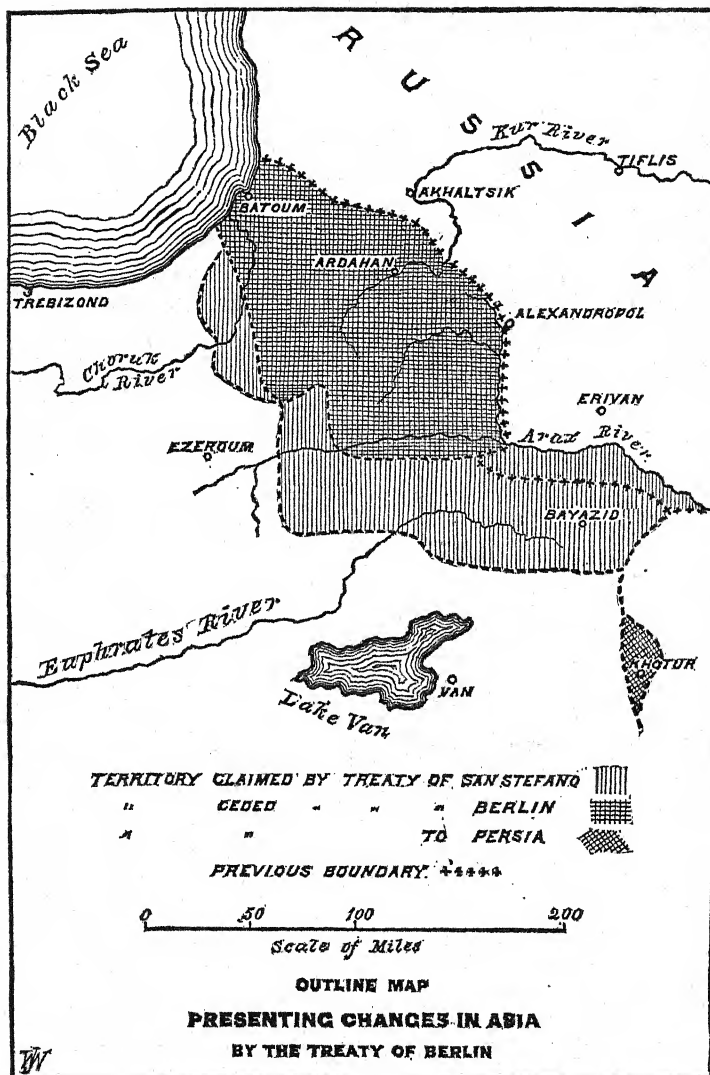 Black Sea
RUSSIA
Kur River
TIFLIS
AKHALTSIK
BATOUM
ARDAHAN
TREBIZOND
ALEXANDROPOL
Choruk
River
ERIVAN
EZEROUM
Arax River
BAYAZID
Euphrates River
KHOTUR
VAN
Lake Van
TERRITORY CLAIMED BY TREATY OF SAN STEFANO
" CEDED " " " BERLIN
" " TO PERSIA
PREVIOUS BOUNDARY. +++++
0 50 100 200
Scale of Miles
OUTLINE MAP
PRESENTING CHANGES IN ASIA
BY THE TREATY OF BERLIN